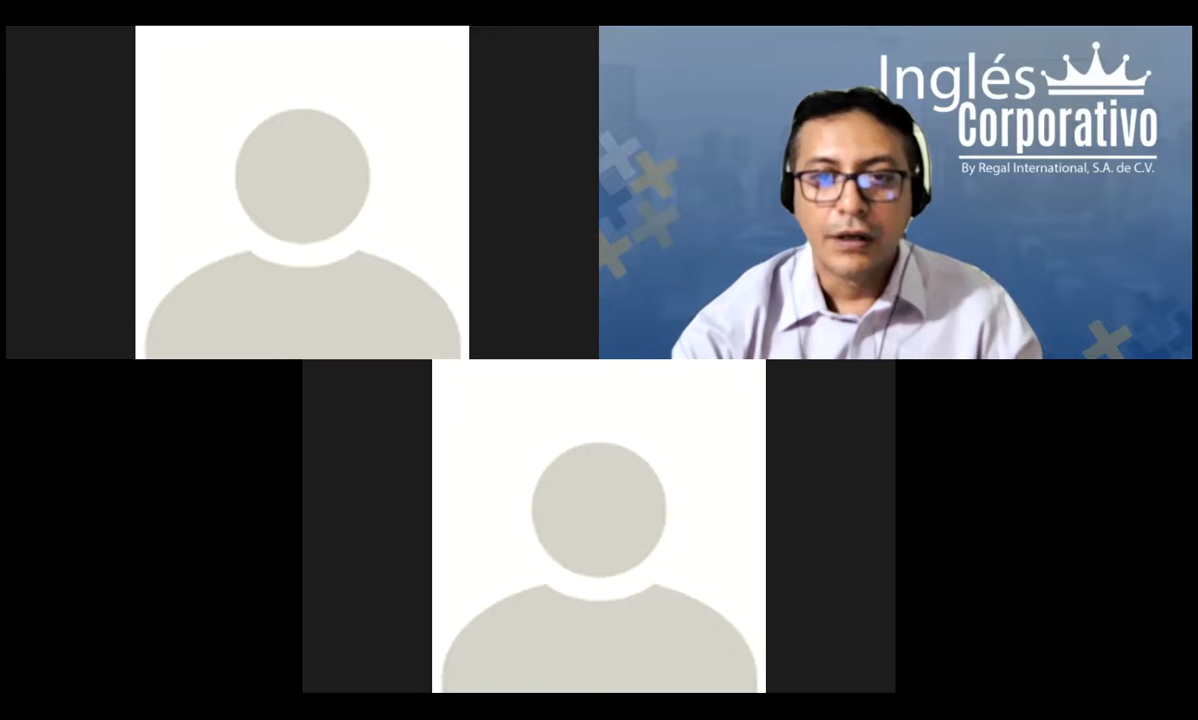 Inglés
Corporativo
By Regal International, S.A. de C.V.